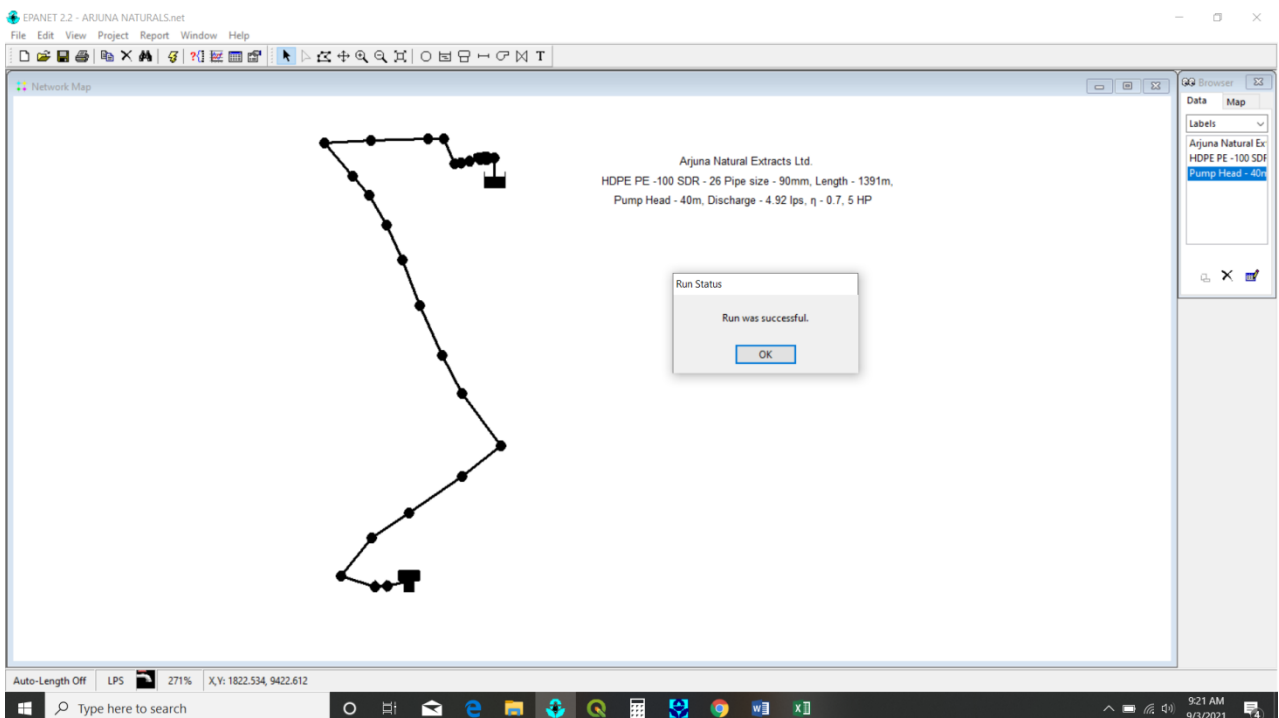 EPANET 2.2 - ARJUNA NATURALS.net
File Edit View Project Report Window Help
T
Network Map
Browser
Data Map
Labels
Arjuna Natural Ex
HDPE PE -100 SDF
Pump Head - 40m
Arjuna Natural Extracts Ltd.
HDPE PE -100 SDR - 26 Pipe size - 90mm, Length - 1391m,
Pump Head - 40m, Discharge - 4.92 lps, η - 0.7, 5 HP
Run Status
Run was successful.
OK
Auto-Length Off LPS 271% X,Y: 1822.534, 9422.612
Type here to search
9:21 AM
9/3/2021
4